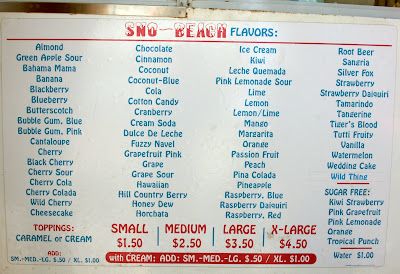 SNO-BEACH FLAVORS:
Almond
Green Apple Sour
Bahama Mama
Banana
Blackberry
Blueberry
Butterscotch
Bubble Gum, Blue
Bubble Gum, Pink
Cantaloupe
Cherry
Black Cherry
Cherry Sour
Cherry Cola
Cherry Colada
Wild Cherry
Cheesecake
Chocolate
Cinnamon
Coconut
Coconut-Blue
Cola
Cotton Candy
Cranberry
Cream Soda
Dulce De Leche
Fuzzy Navel
Grapefruit Pink
Grape
Grape Sour
Hawaiian
Hill Country Berry
Honey Dew
Horchata
Ice Cream
Kiwi
Leche Quemada
Pink Lemonade Sour
Lime
Lemon
Lemon/Lime
Mango
Margarita
Orange
Passion Fruit
Peach
Pina Colada
Pineapple
Raspberry, Blue
Raspberry Daiquiri
Raspberry, Red
Root Beer
Sangria
Silver Fox
Strawberry
Strawberry Daiquiri
Tamarindo
Tangerine
Tiger's Blood
Tutti Fruity
Vanilla
Watermelon
Wedding Cake
Wild Thing
SUGAR FREE:
Kiwi Strawberry
Pink Grapefruit
Pink Lemonade
Orange
Tropical Punch
Water $1.00
TOPPINGS:
CARAMEL or CREAM
ADD:
SM.-MED.-LG. $.50 / XL. $1.00
SMALL MEDIUM LARGE X-LARGE
$1.50 $2.50 $3.50 $4.50
with CREAM: ADD: SM.-MED.-LG. $.50 / XL. $1.00